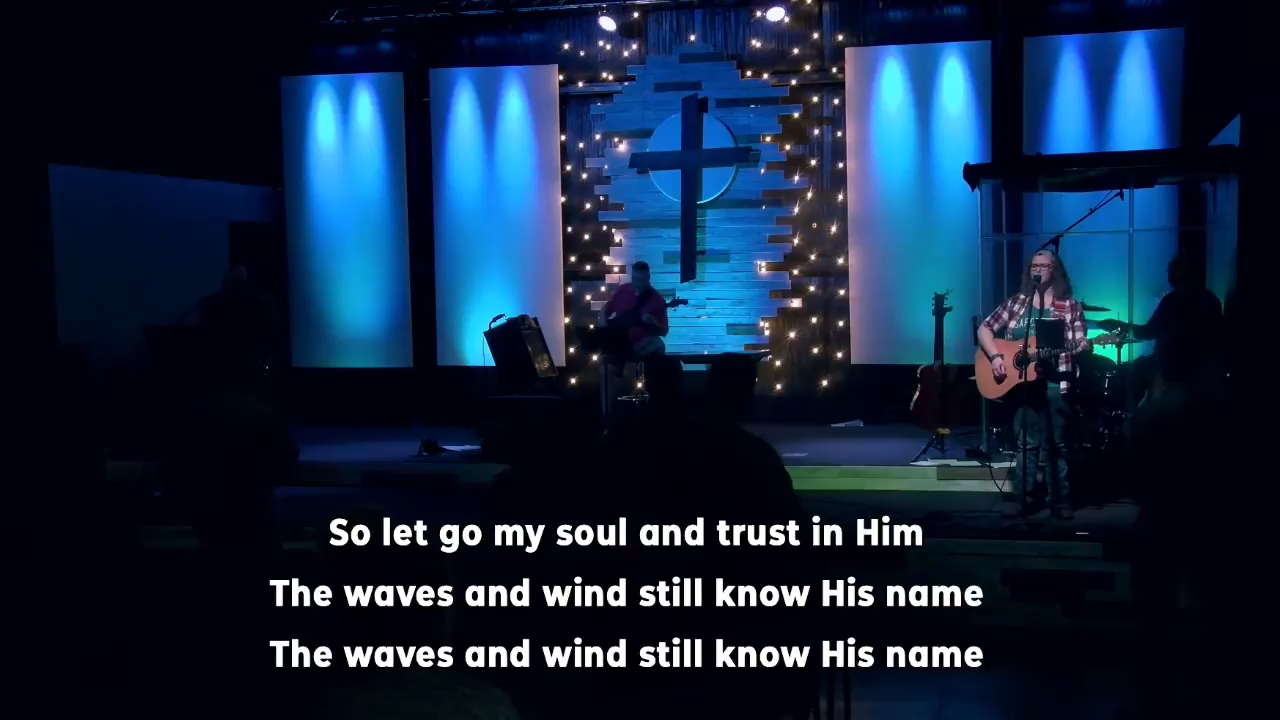 So let go my soul and trust in Him
The waves and wind still know His name
The waves and wind still know His name